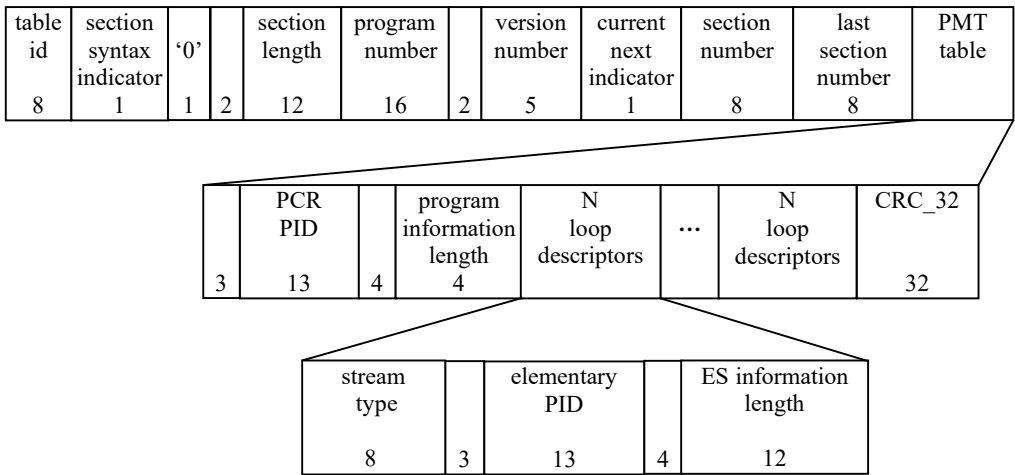 table id 8
section syntax indicator 1
‘0’ 1
2
section length 12
program number 16
2
version number 5
current next indicator 1
section number 8
last section number 8
PMT table
3
PCR PID 13
4
program information length 4
N loop descriptors
...
N loop descriptors
CRC_32 32
stream type 8
3
elementary PID 13
4
ES information length 12